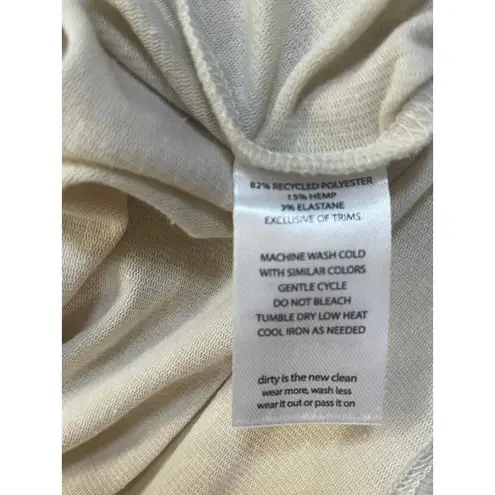 82% RECYCLED POLYESTER
15% HEMP
3% ELASTANE
EXCLUSIVE OF TRIMS
MACHINE WASH COLD
WITH SIMILAR COLORS
GENTLE CYCLE
DO NOT BLEACH
TUMBLE DRY LOW HEAT
COOL IRON AS NEEDED
dirty is the new clean
wear more, wash less
wear it out or pass it on